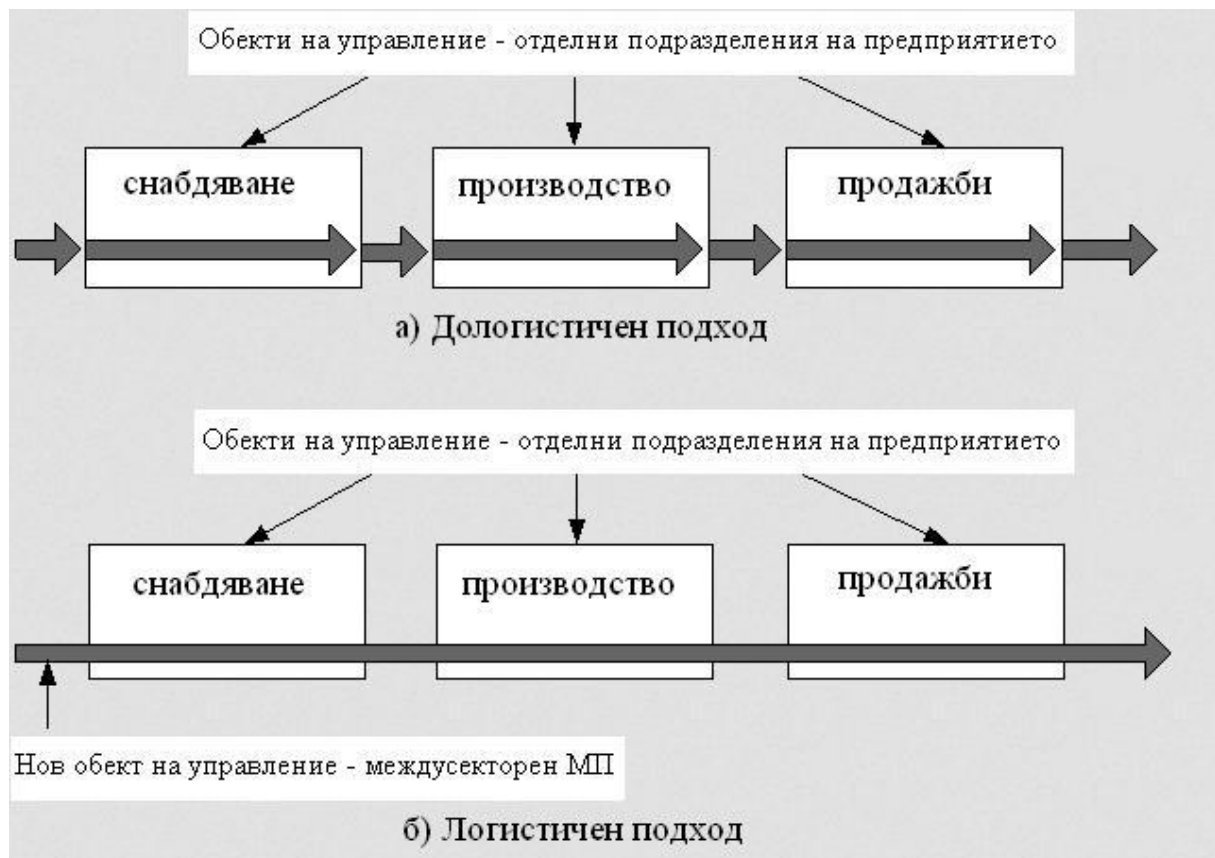 Обекти на управление - отделни подразделения на предприятието
снабдяване
производство
продажби
а) Дологистичен подход
Обекти на управление - отделни подразделения на предприятието
снабдяване
производство
продажби
Нов обект на управление - междусекторен МП
б) Логистичен подход